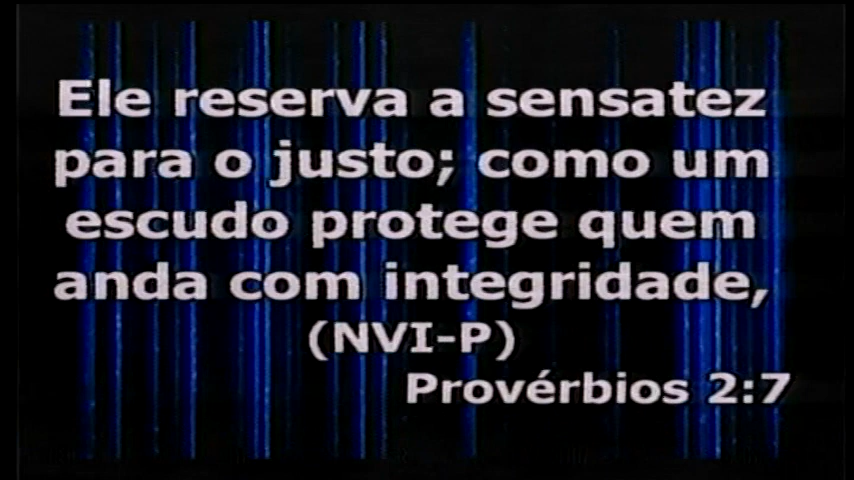 Ele reserva a sensatez
para o justo; como um
escudo protege quem
anda com integridade,
(NVI-P)
Provérbios 2:7